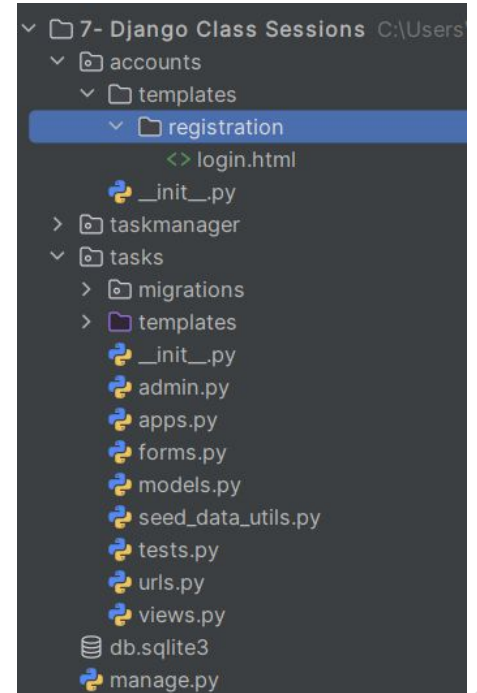 7- Django Class Sessions C:\Users\
accounts
templates
registration
<> login.html
__init__.py
taskmanager
tasks
migrations
templates
__init__.py
admin.py
apps.py
forms.py
models.py
seed_data_utils.py
tests.py
urls.py
views.py
db.sqlite3
manage.py